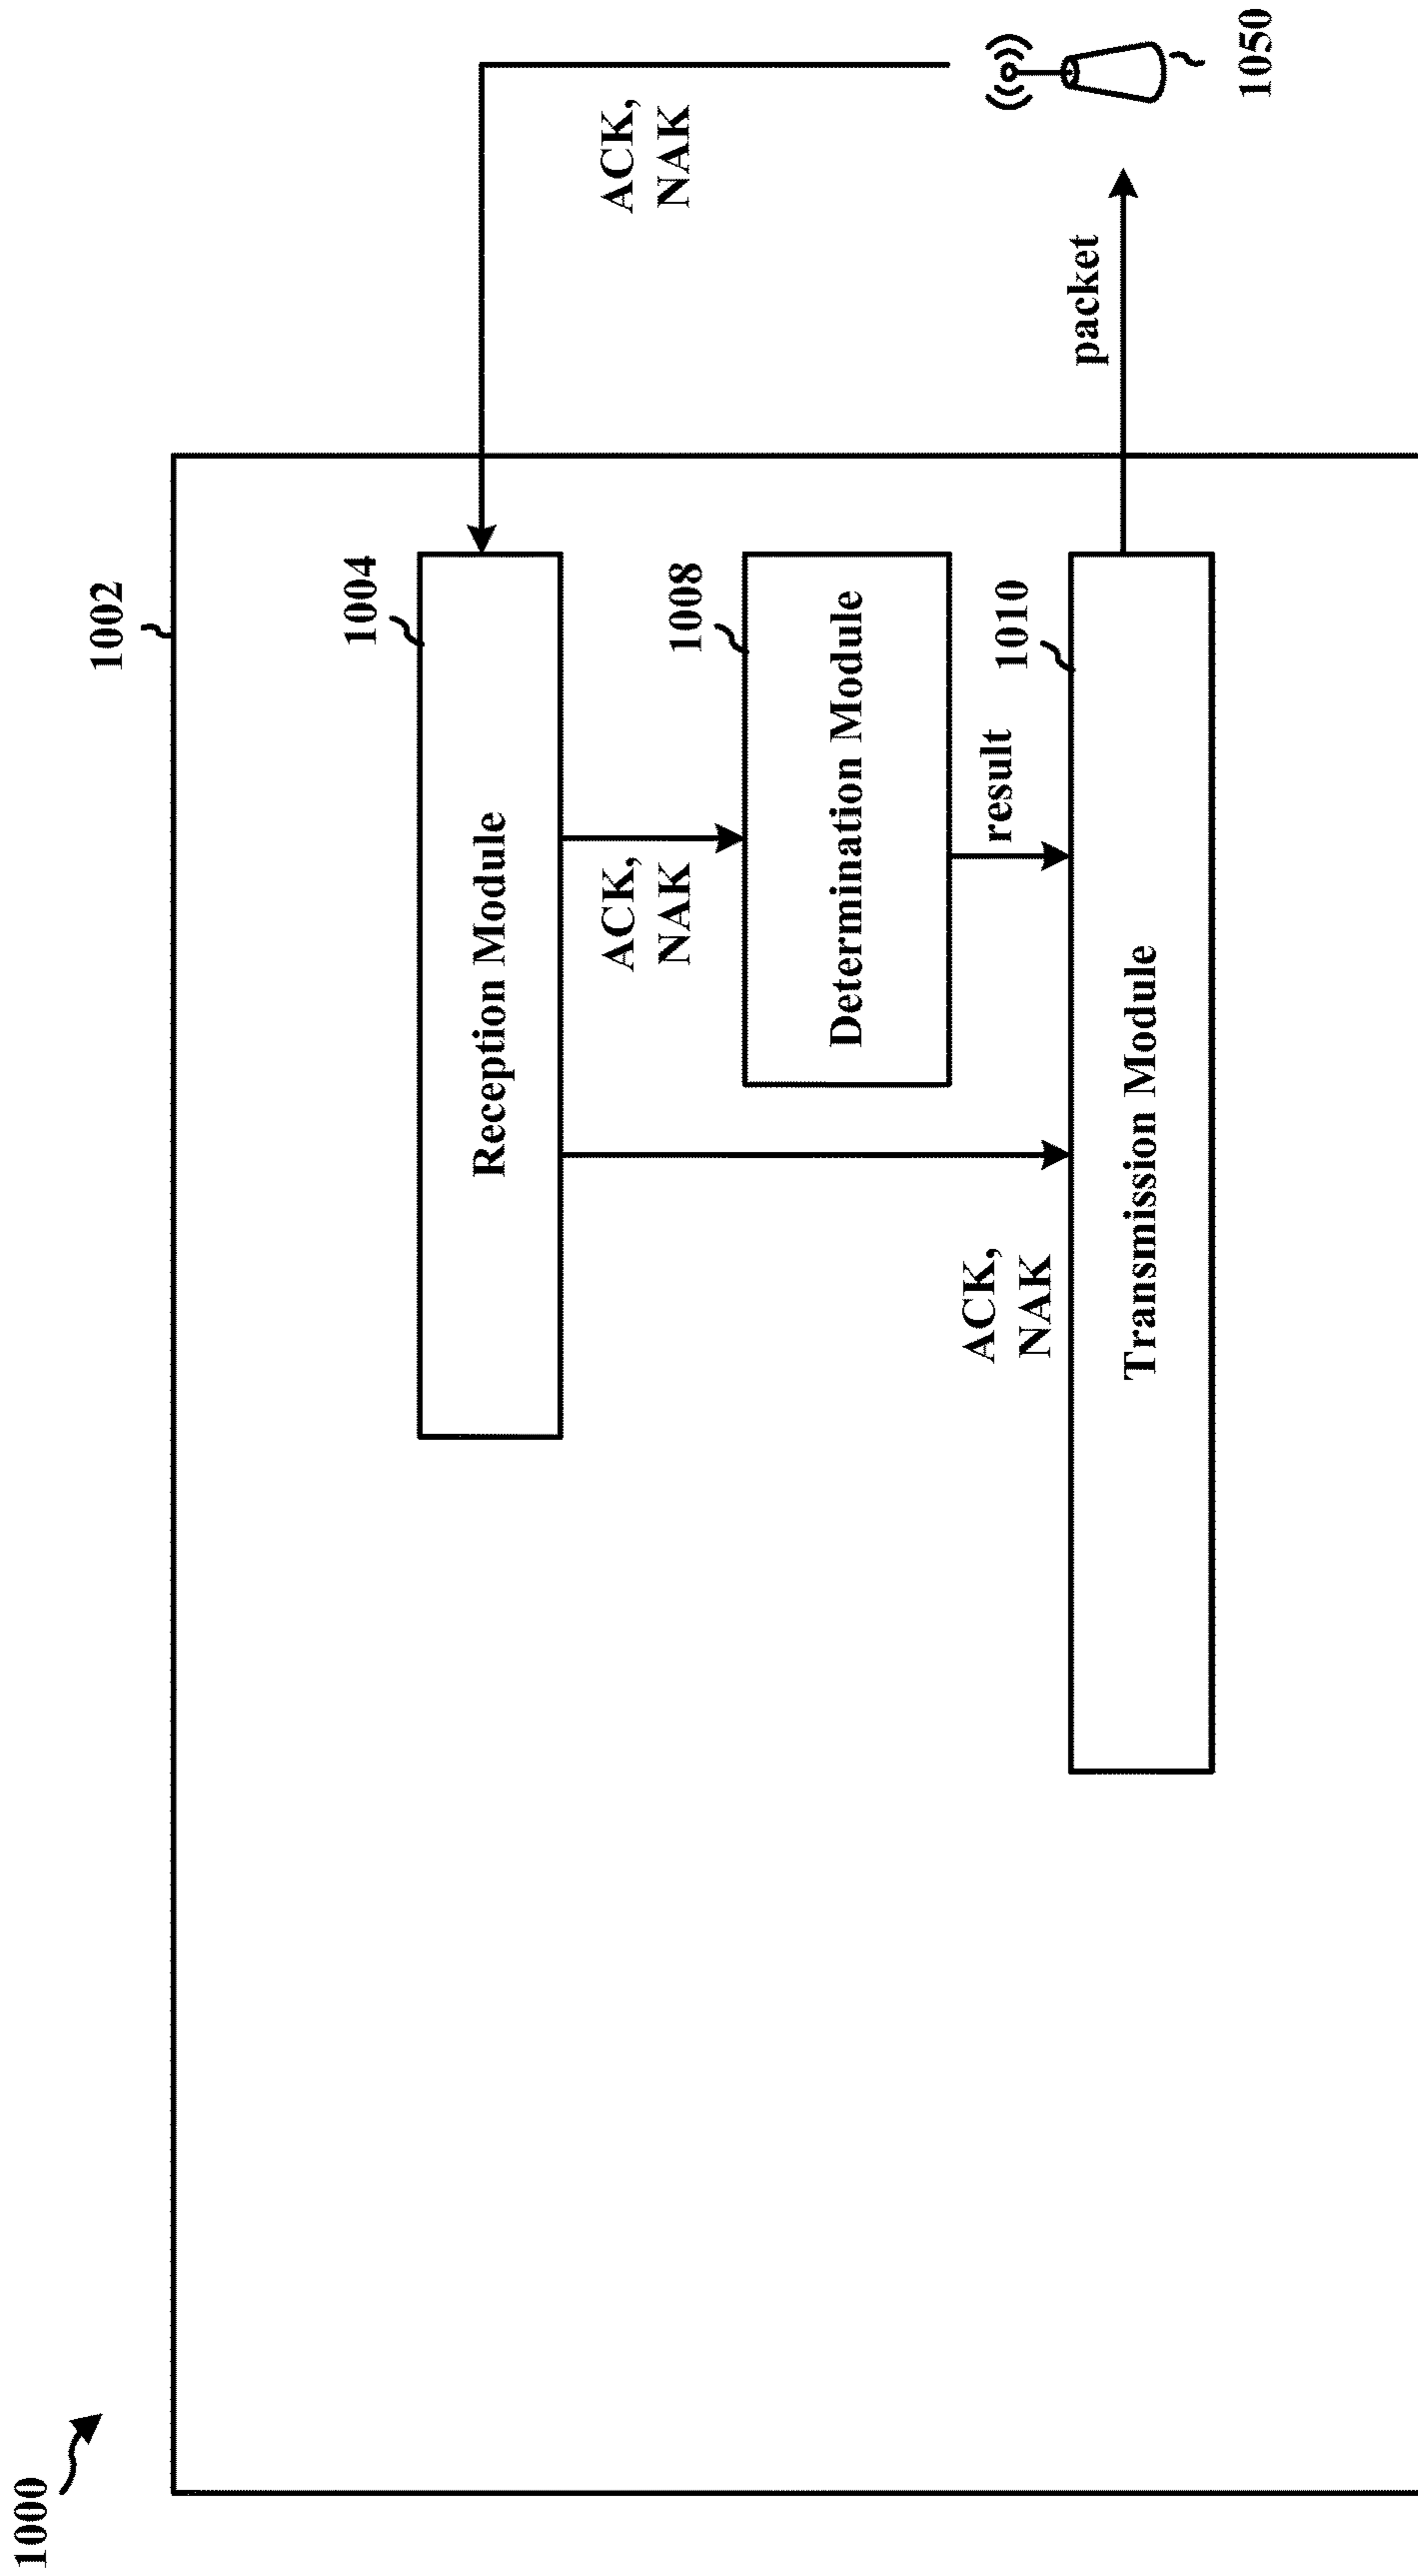 1000
1002
1004
Reception Module
ACK,
NAK
ACK,
NAK
1008
Determination Module
ACK,
NAK
result
1010
packet
Transmission Module
1050